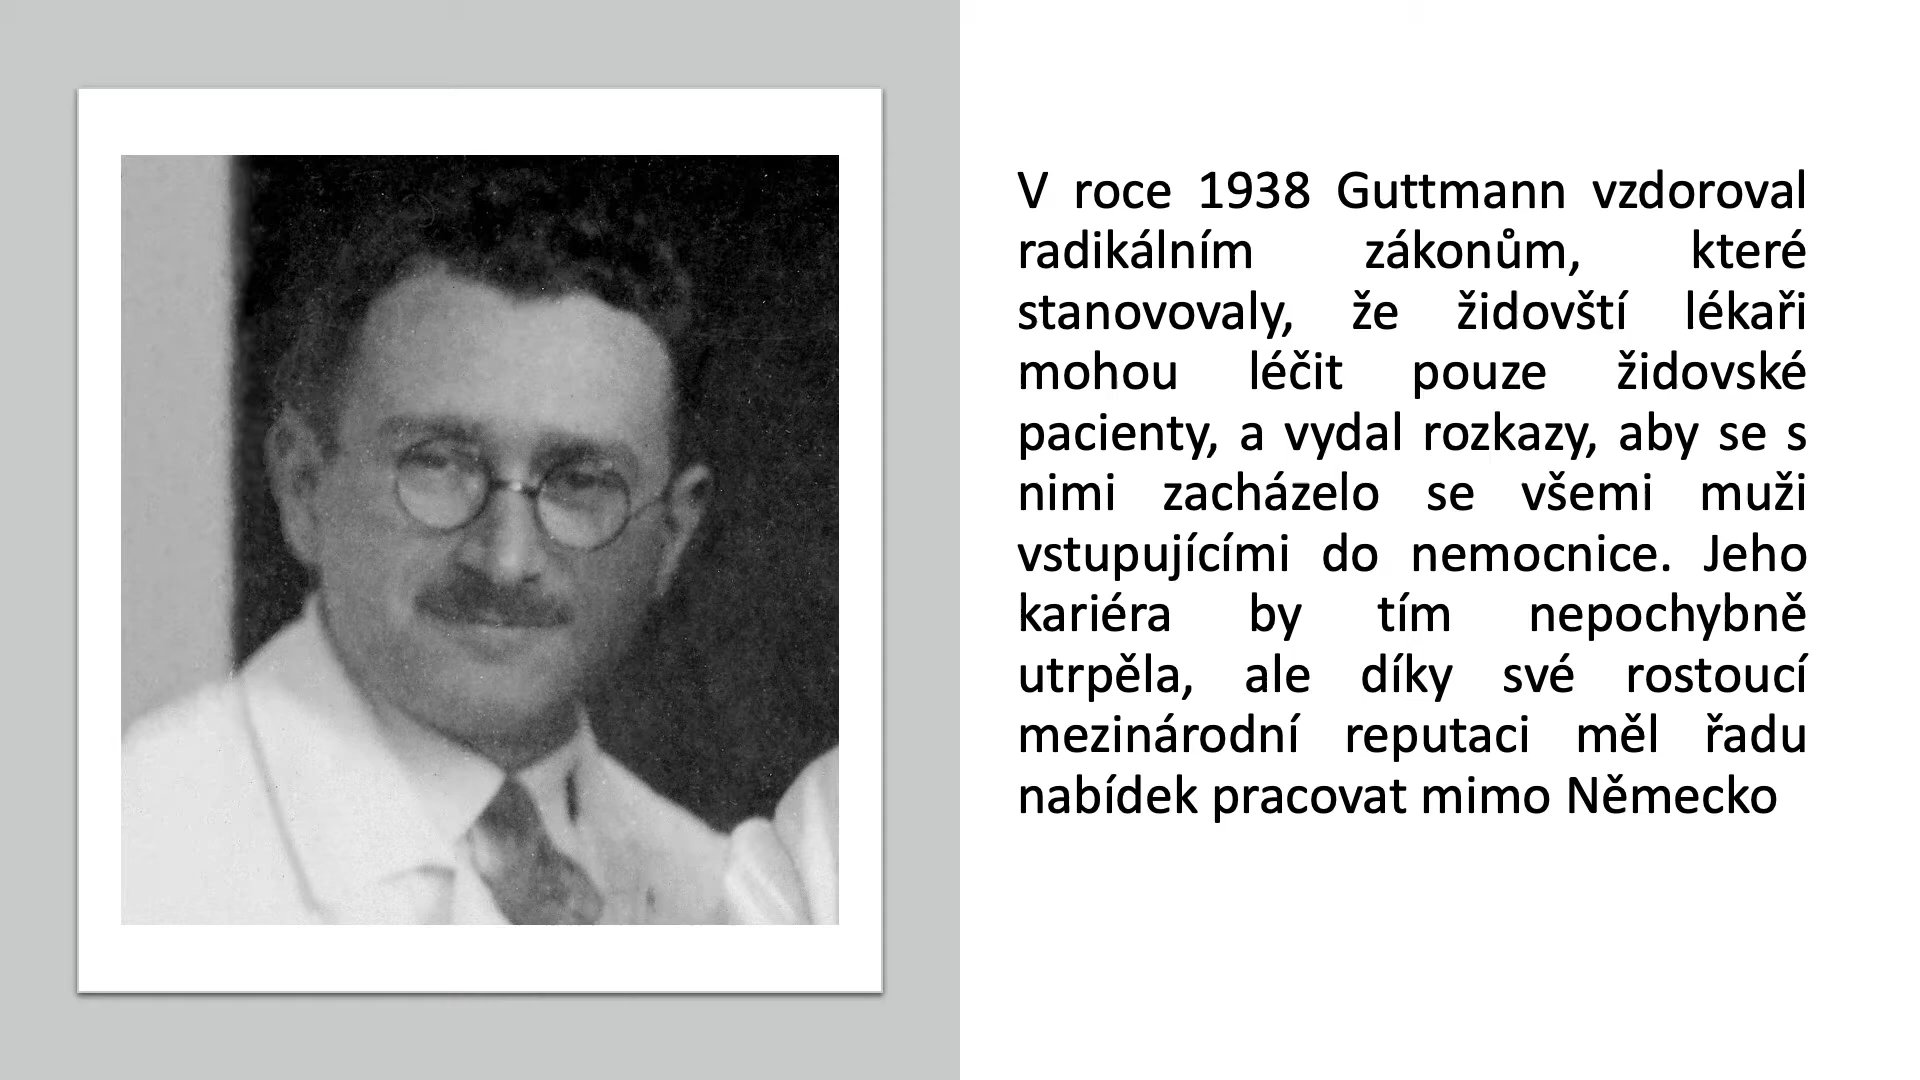 V roce 1938 Guttmann vzdoroval
radikálním zákonům, které
stanovovaly, že židovští lékaři
mohou léčit pouze židovské
pacienty, a vydal rozkazy, aby se s
nimi zacházelo se všemi muži
vstupujícími do nemocnice. Jeho
kariéra by tím nepochybně
utrpěla, ale díky své rostoucí
mezinárodní reputaci měl řadu
nabídek pracovat mimo Německo